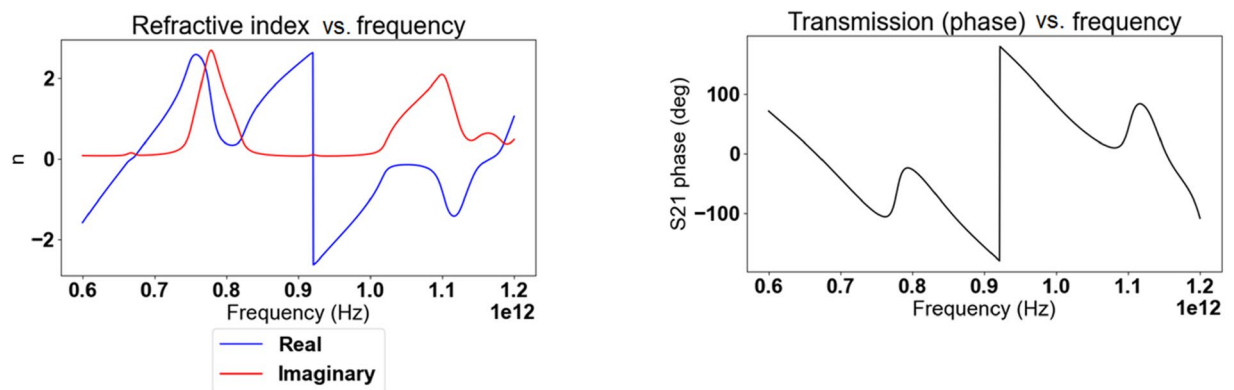 Refractive index vs. frequency
2
0
−2
n
0.6 0.7 0.8 0.9 1.0 1.1 1.2
1e12
Frequency (Hz)
Real
Imaginary
Transmission (phase) vs. frequency
100
0
−100
S21 phase (deg)
0.6 0.7 0.8 0.9 1.0 1.1 1.2
1e12
Frequency (Hz)